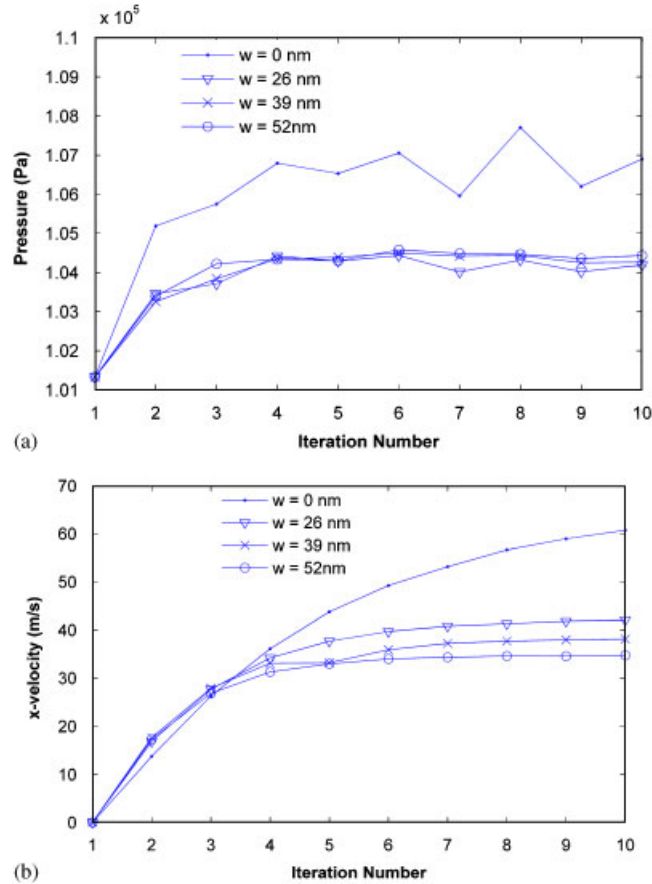 x 10⁵
1.1
1.09
1.08
1.07
1.06
1.05
1.04
1.03
1.02
1.01
Pressure (Pa)
w = 0 nm
w = 26 nm
w = 39 nm
w = 52nm
1 2 3 4 5 6 7 8 9 10
(a)
Iteration Number
70
60
50
40
30
20
10
0
x-velocity (m/s)
w = 0 nm
w = 26 nm
w = 39 nm
w = 52nm
1 2 3 4 5 6 7 8 9 10
(b)
Iteration Number